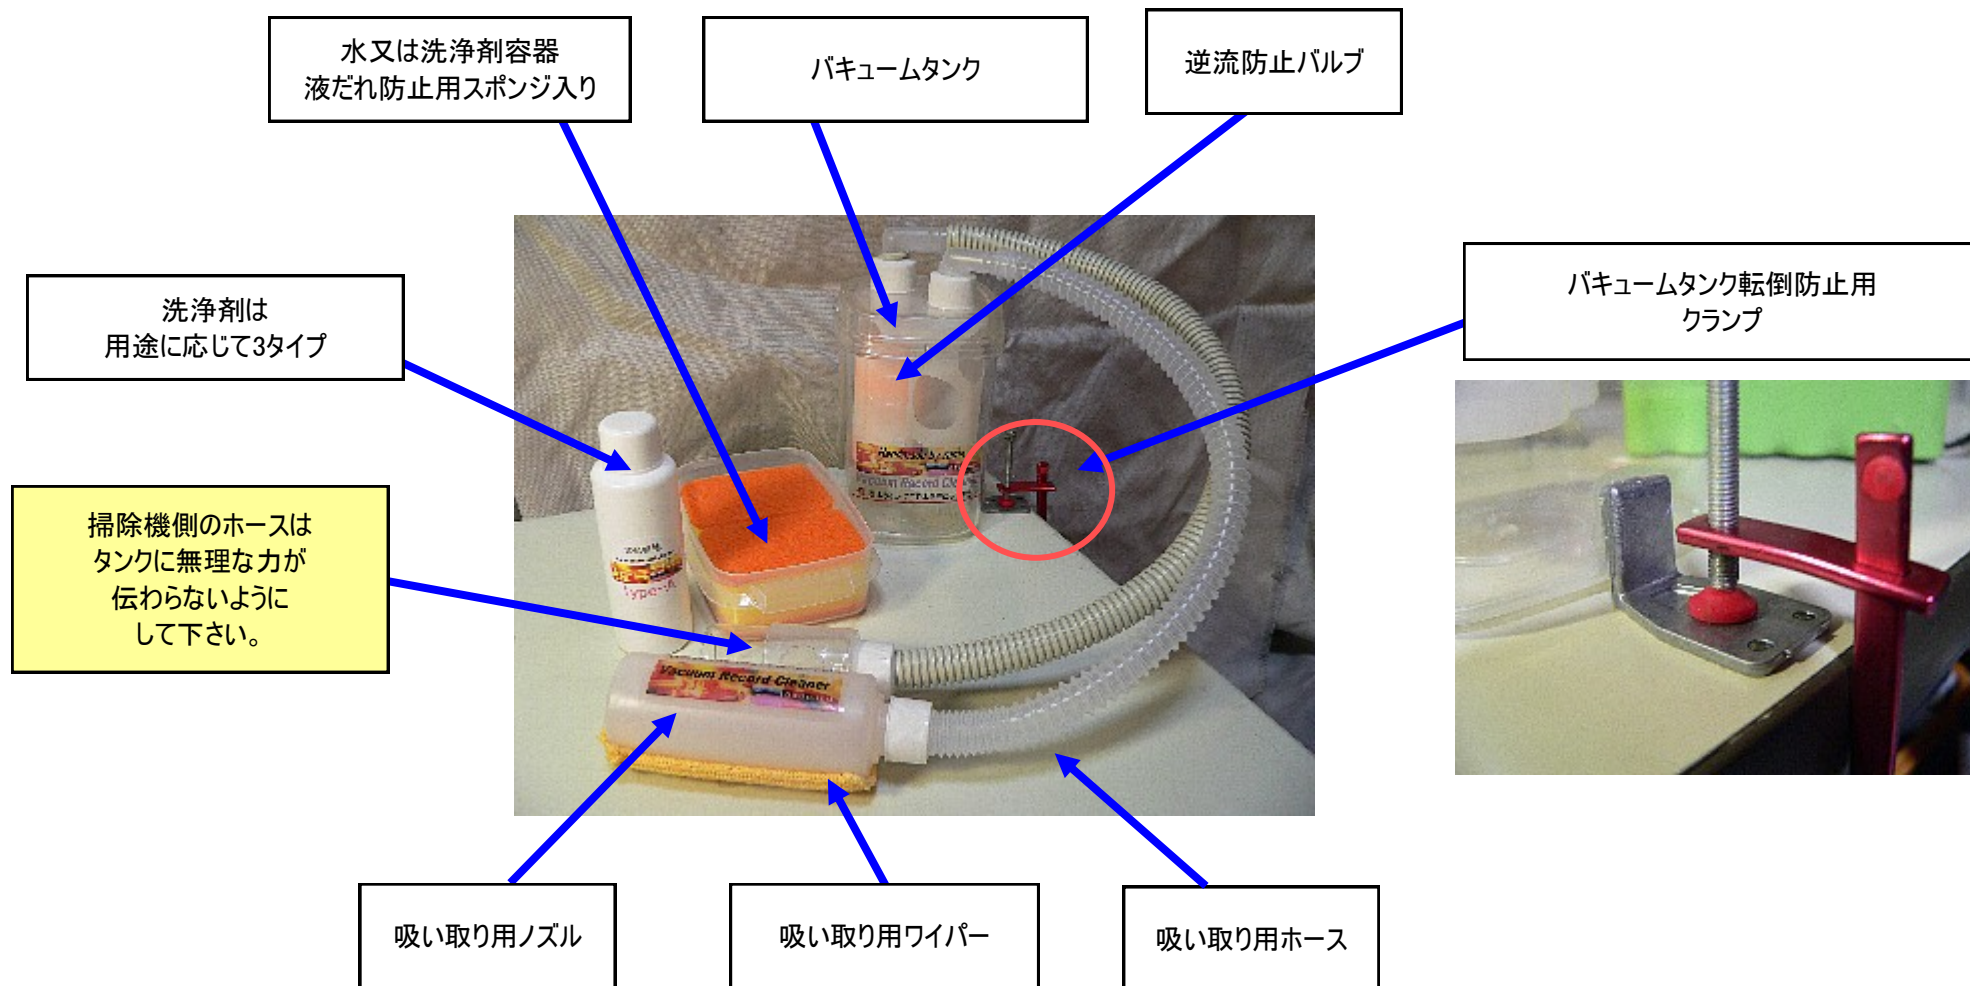 水又は洗浄剤容器
液だれ防止用スポンジ入り
バキュームタンク
逆流防止バルブ
洗浄剤は
用途に応じて3タイプ
バキュームタンク転倒防止用
クランプ
掃除機側のホースは
タンクに無理な力が
伝わらないように
して下さい。
Vacuum Record Cleaner
吸い取り用ノズル
吸い取り用ワイパー
吸い取り用ホース